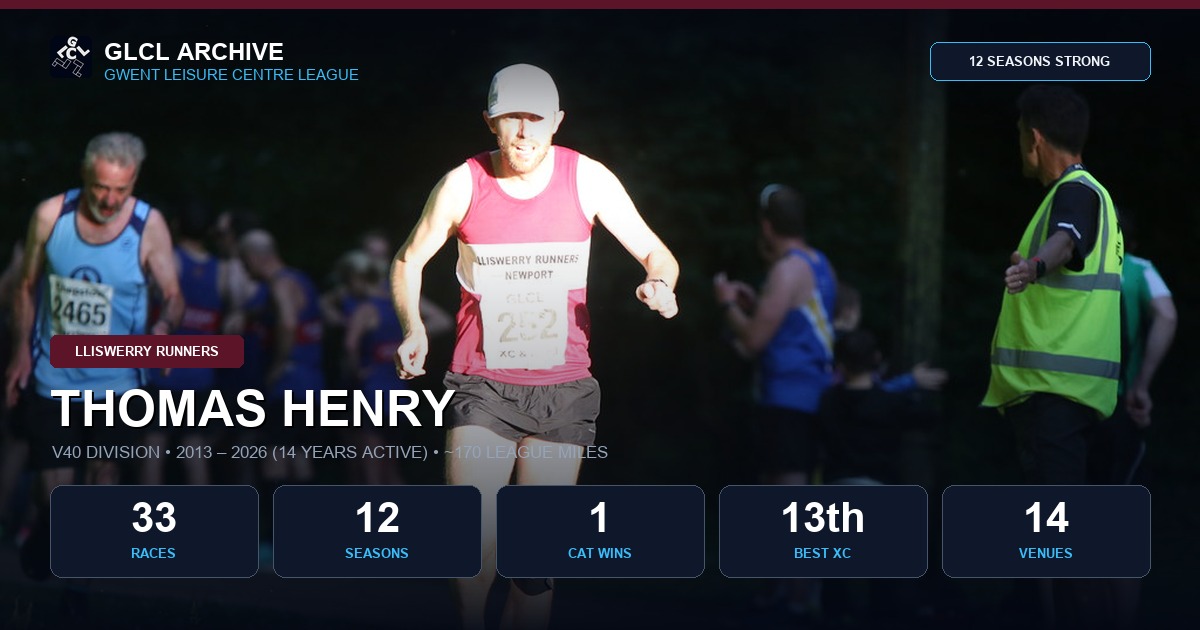 GLCL ARCHIVE
GWENT LEISURE CENTRE LEAGUE
12 SEASONS STRONG
LLISWERRY RUNNERS
NEWPORT
GLCL
252
XC &
2465
LLISWERRY RUNNERS
THOMAS HENRY
V40 DIVISION • 2013 – 2026 (14 YEARS ACTIVE) • ~170 LEAGUE MILES
33
RACES
12
SEASONS
1
CAT WINS
13th
BEST XC
14
VENUES